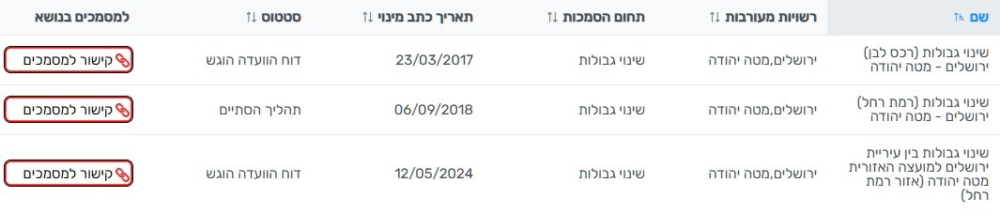 שם רשויות מעורבות תחום הסמכות תאריך כתב מינוי סטטוס למסמכים בנושא
שינוי גבולות (רכס לבן)
ירושלים - מטה יהודה
ירושלים,מטה יהודה שינוי גבולות 23/03/2017 דוח הוועדה הוגש קישור למסמכים
שינוי גבולות (רמת רחל)
ירושלים - מטה יהודה
ירושלים,מטה יהודה שינוי גבולות 06/09/2018 תהליך הסתיים קישור למסמכים
שינוי גבולות בין עיריית
ירושלים למועצה האזורית
מטה יהודה (אזור רמת
רחל)
ירושלים,מטה יהודה שינוי גבולות 12/05/2024 דוח הוועדה הוגש קישור למסמכים